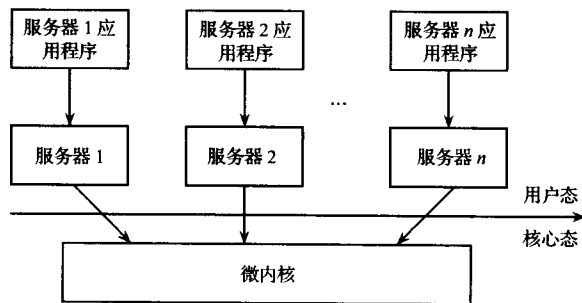 服务器 1 应
用程序
服务器 2 应
用程序
服务器 n 应
用程序
...
服务器 1
服务器 2
服务器 n
用户态
核心态
微内核